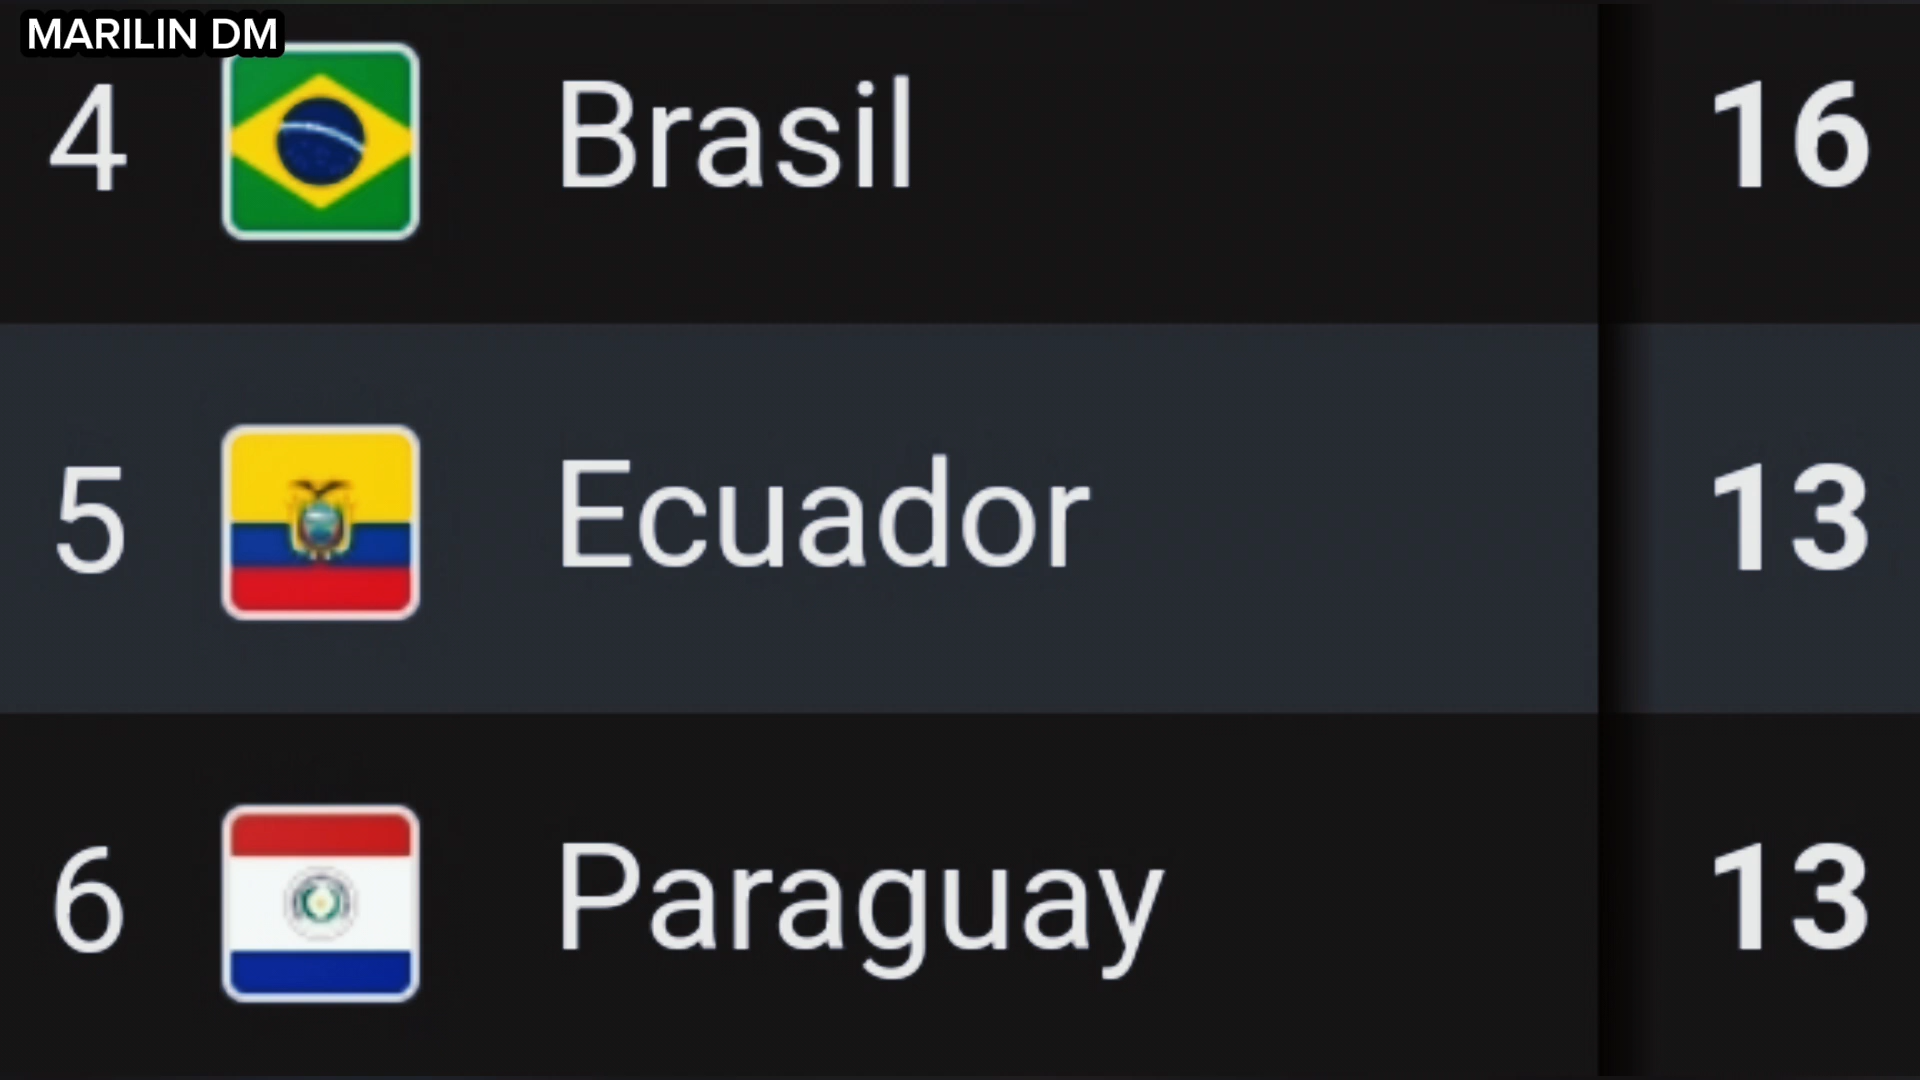 MARILIN DM
4 Brasil 16
5 Ecuador 13
6 Paraguay 13